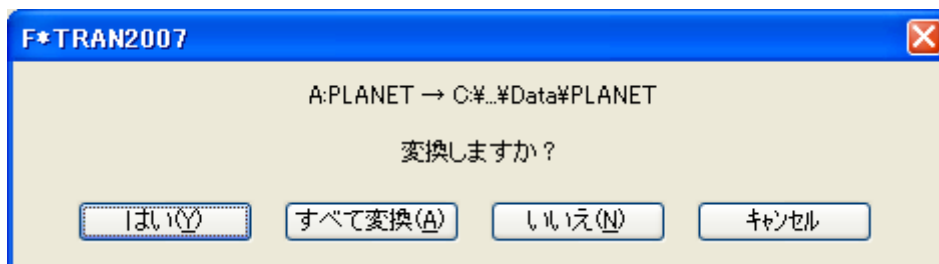 F*TRAN2007
A:PLANET → C:¥...¥Data¥PLANET
変換しますか？
はい(Y) すべて変換(A) いいえ(N) キャンセル